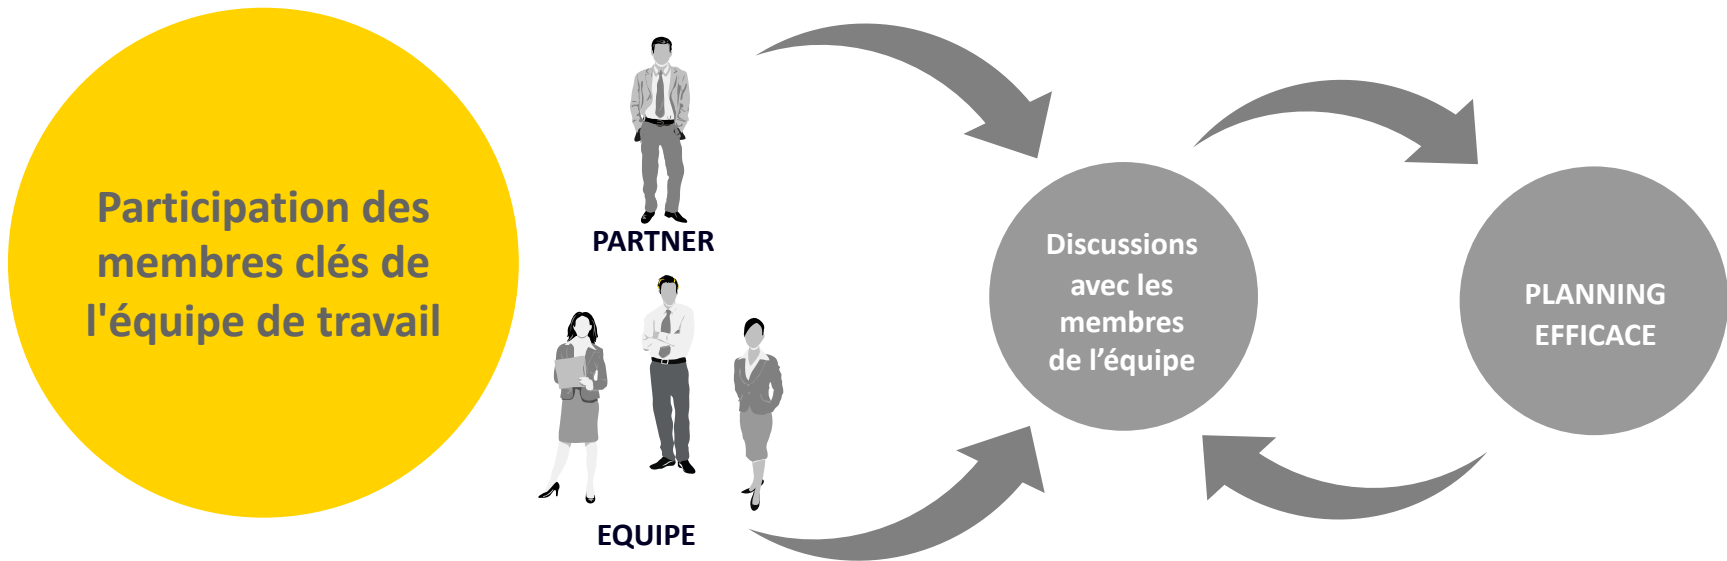 Participation des
membres clés de
l'équipe de travail
PARTNER
EQUIPE
Discussions
avec les
membres
de l’équipe
PLANNING
EFFICACE